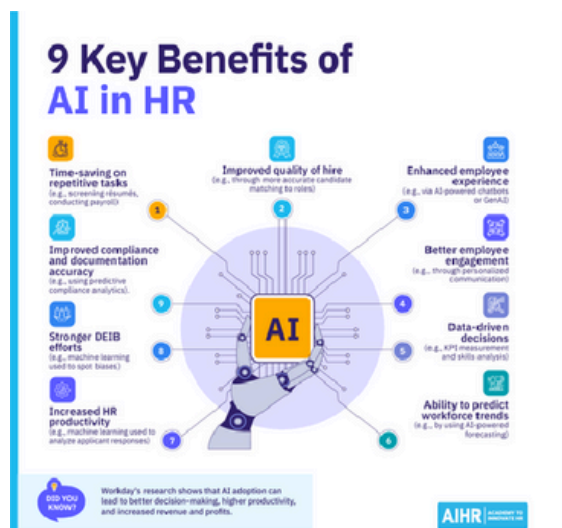 9 Key Benefits of
AI in HR
Time-saving on
repetitive tasks
(e.g., screening résumés,
conducting payroll)
1
Improved quality of hire
(e.g., through more accurate candidate
matching to roles)
2
Enhanced employee
experience
(e.g., via AI-powered chatbots
or GenAI)
3
Better employee
engagement
(e.g., through personalized
communication)
4
Data-driven
decisions
(e.g., KPI measurement
and skills analysis)
5
Ability to predict
workforce trends
(e.g., by using AI-powered
forecasting)
6
Increased HR
productivity
(e.g., machine learning used to
analyze applicant responses)
7
Stronger DEIB
efforts
(e.g., machine learning
used to spot biases)
8
Improved compliance
and documentation
accuracy
(e.g., using predictive
compliance analytics).
9
AI
DID YOU
KNOW?
Workday's research shows that AI adoption can
lead to better decision-making, higher productivity,
and increased revenue and profits.
AIHR
ACADEMY TO
INNOVATE HR